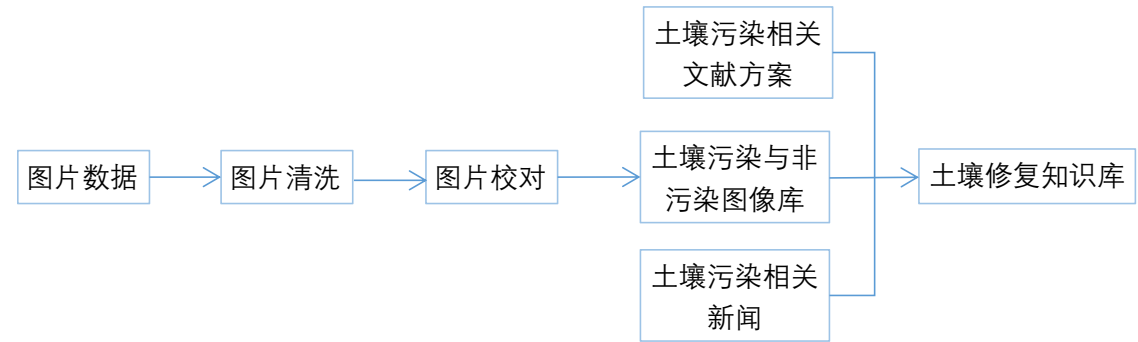 图片数据
图片清洗
图片校对
土壤污染相关
文献方案
土壤污染与非
污染图像库
土壤污染相关
新闻
土壤修复知识库